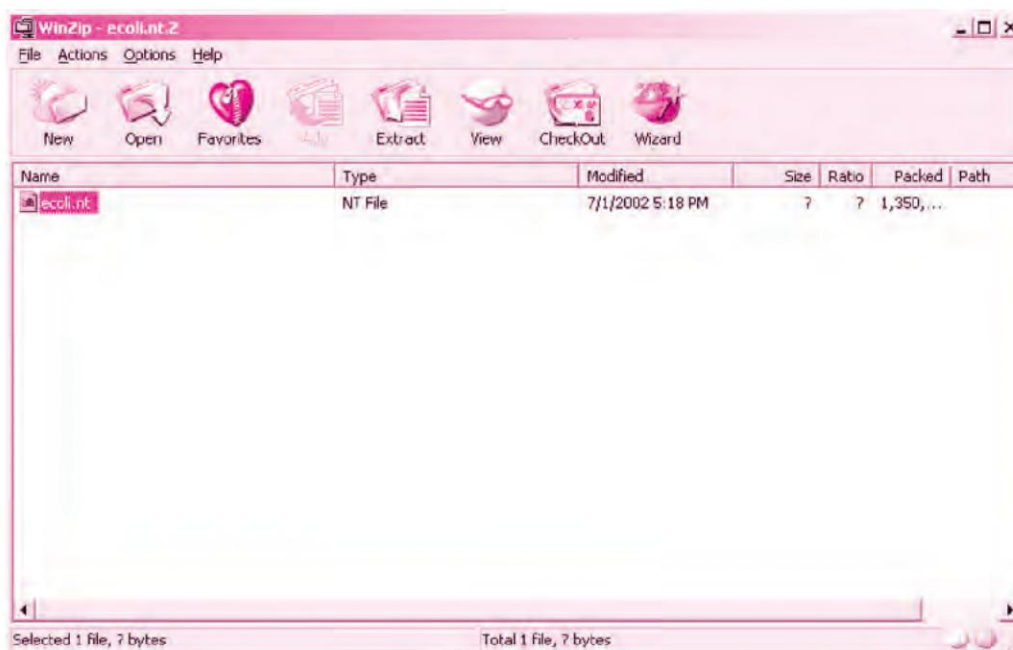 WinZip - ecoli.nt.Z
File Actions Options Help
New Open Favorites Add Extract View CheckOut Wizard
Name Type Modified Size Ratio Packed Path
ecoli.nt NT File 7/1/2002 5:18 PM ? ? 1,350,...
Selected 1 file, ? bytes Total 1 file, ? bytes